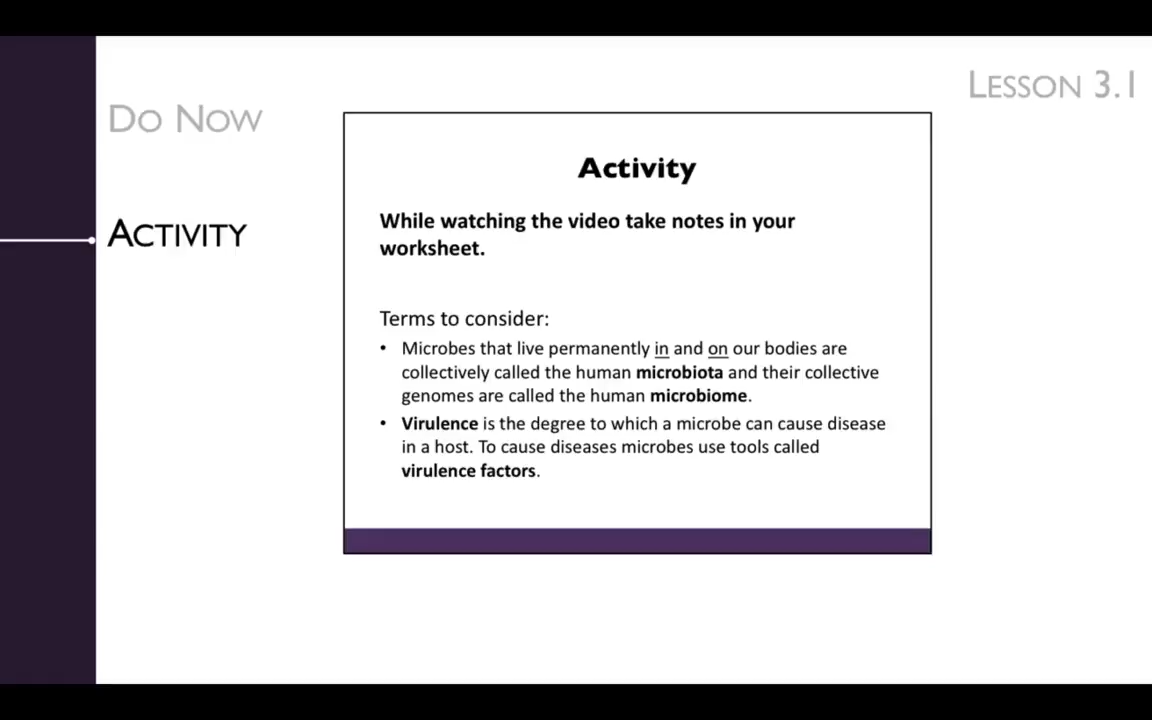 LESSON 3.1
DO NOW
ACTIVITY
Activity
While watching the video take notes in your
worksheet.
Terms to consider:
• Microbes that live permanently in and on our bodies are
collectively called the human microbiota and their collective
genomes are called the human microbiome.
• Virulence is the degree to which a microbe can cause disease
in a host. To cause diseases microbes use tools called
virulence factors.